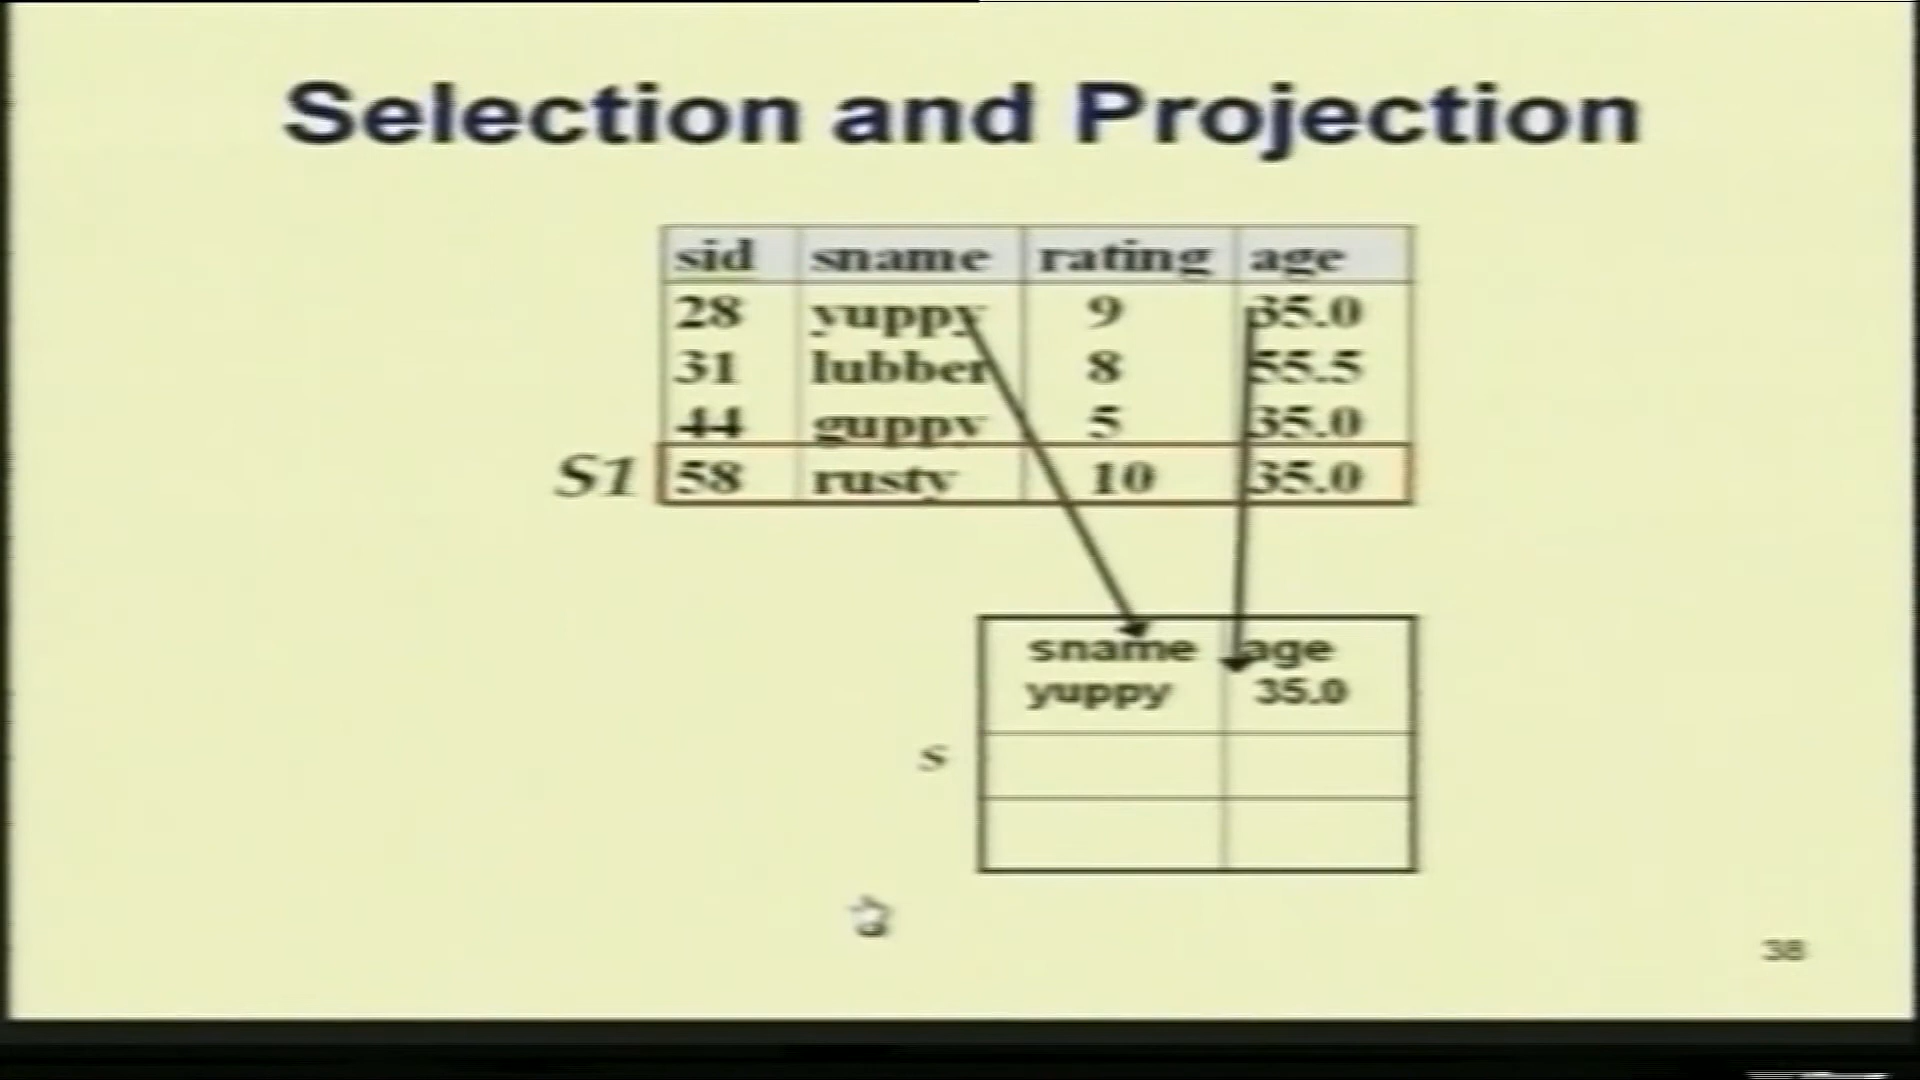 Selection and Projection
sid sname rating age
28 yuppy 9 35.0
31 lubber 8 55.5
44 guppy 5 35.0
S1 58 rusty 10 35.0
sname age
yuppy 35.0
s
38